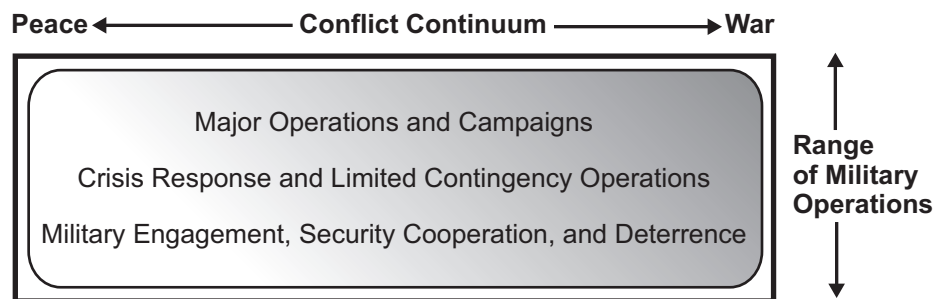 Peace Conflict Continuum War
Major Operations and Campaigns
Crisis Response and Limited Contingency Operations
Military Engagement, Security Cooperation, and Deterrence
Range
of Military
Operations